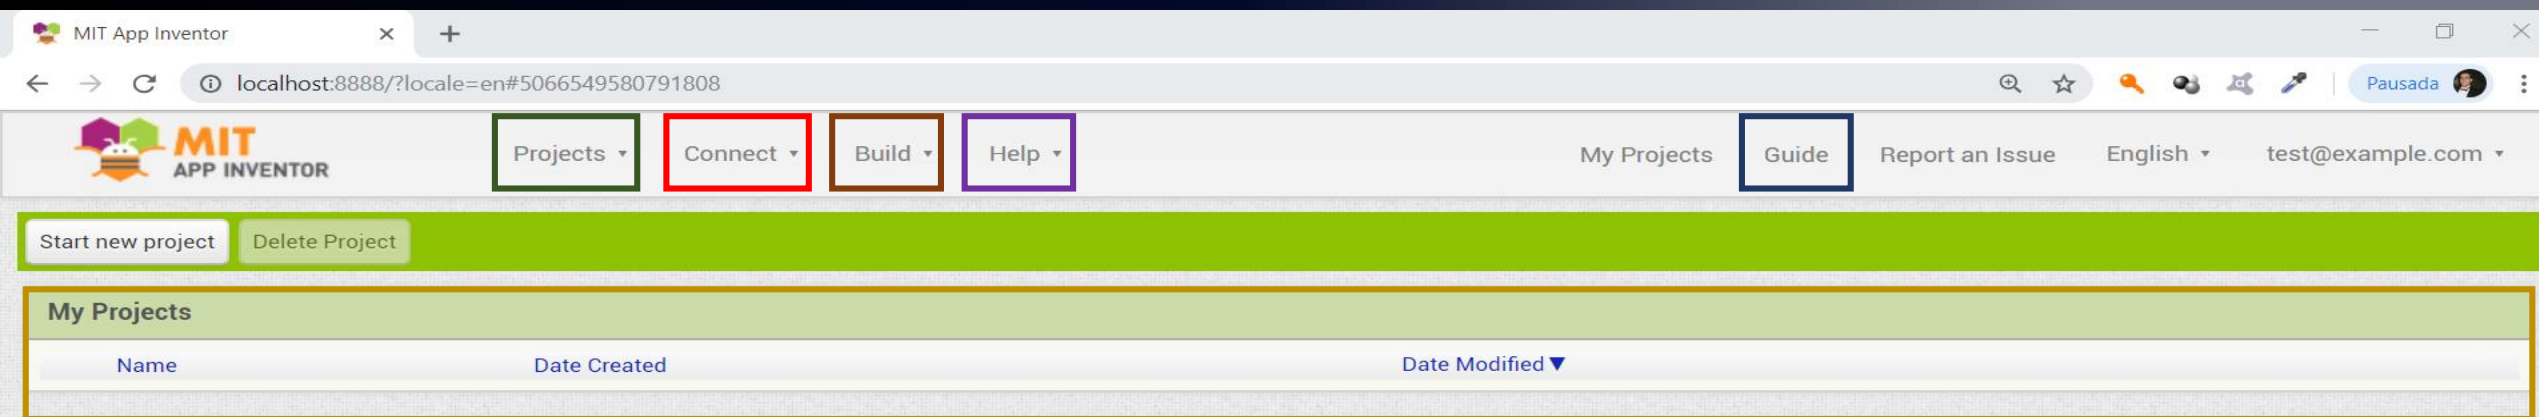 MIT App Inventor
localhost:8888/?locale=en#5066549580791808
Pausada
MIT
APP INVENTOR
Projects
Connect
Build
Help
My Projects
Guide
Report an Issue
English
test@example.com
Start new project
Delete Project
My Projects
Name
Date Created
Date Modified